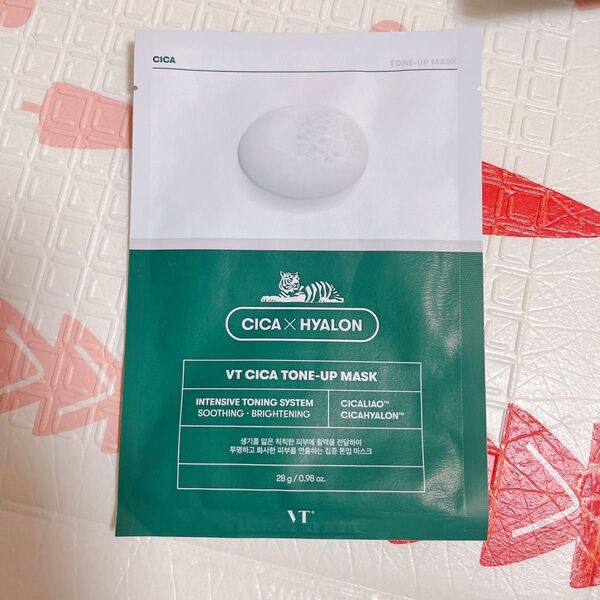 CICA
TONE-UP MASK
CICA × HYALON
VT CICA TONE-UP MASK
INTENSIVE TONING SYSTEM
SOOTHING · BRIGHTENING
CICALIAO™
CICAHYALON™
생기를 잃은 칙칙한 피부에 활력을 전달하여
투명하고 화사한 피부를 연출하는 집중 톤업 마스크
28 g / 0.98 oz.
VT®